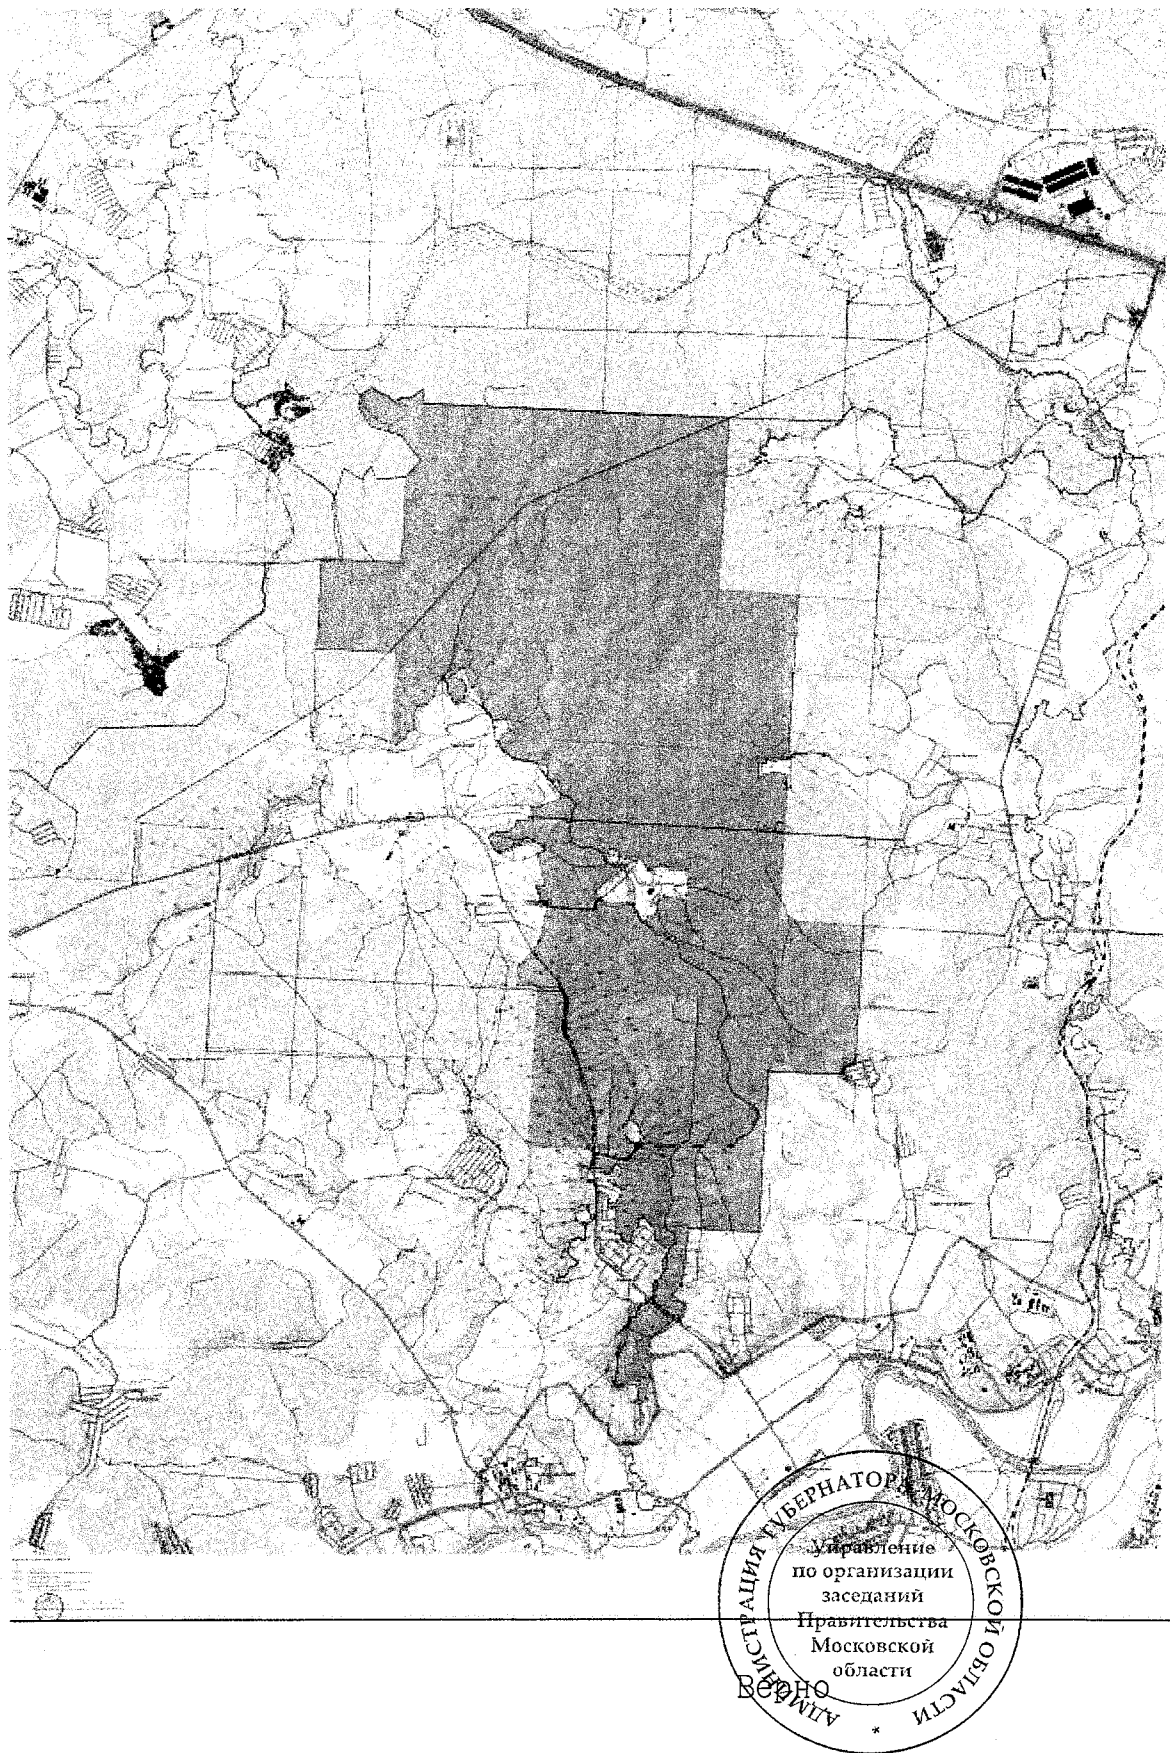 АДМИНИСТРАЦИЯ ГУБЕРНАТОРА МОСКОВСКОЙ ОБЛАСТИ
*
Управление
по организации
заседаний
Правительства
Московской
области
Верно